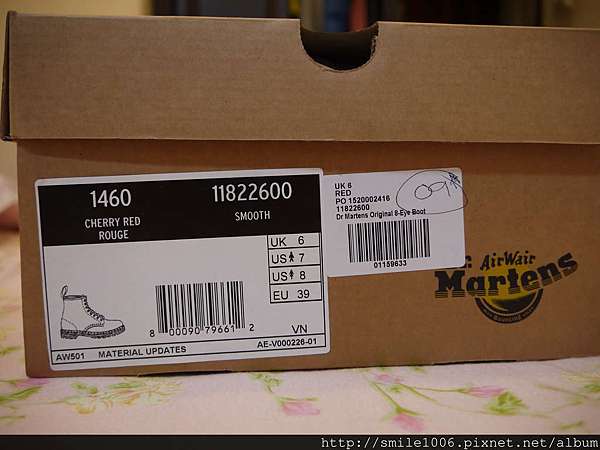 1460
11822600
CHERRY RED
ROUGE
SMOOTH
UK 6
US 7
US 8
EU 39
8 00090 79661 2
VN
AW501
MATERIAL UPDATES
AE-V000226-01
UK 6
RED
PO 1520002416
11822600
Dr Martens Original 8-Eye Boot
01159633
AirWair
Martens
http://smile1006.pixnet.net/album